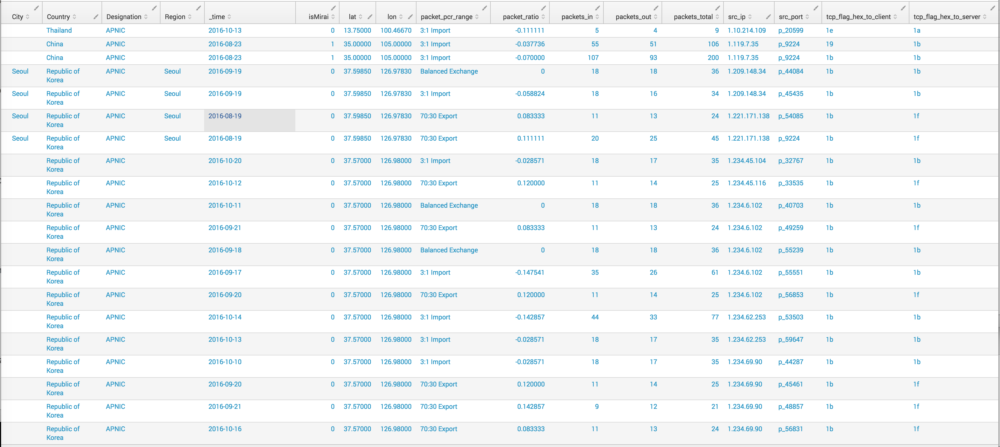 City Country Designation Region _time isMirai lat lon packet_pcr_range packet_ratio packets_in packets_out packets_total src_ip src_port tcp_flag_hex_to_client tcp_flag_hex_to_server
Thailand APNIC 2016-10-13 0 13.75000 100.46670 3:1 Import -0.111111 5 4 9 1.10.214.109 p_20599 1e 1a
China APNIC 2016-08-23 1 35.00000 105.00000 3:1 Import -0.037736 55 51 106 1.119.7.35 p_9224 19 1b
China APNIC 2016-08-23 1 35.00000 105.00000 3:1 Import -0.070000 107 93 200 1.119.7.35 p_9224 1b 1b
Seoul Republic of APNIC Seoul 2016-09-19 0 37.59850 126.97830 Balanced Exchange 0 18 18 36 1.209.148.34 p_44084 1b 1b
Korea
Seoul Republic of APNIC Seoul 2016-09-19 0 37.59850 126.97830 3:1 Import -0.058824 18 16 34 1.209.148.34 p_45435 1b 1b
Korea
Seoul Republic of APNIC Seoul 2016-08-19 0 37.59850 126.97830 70:30 Export 0.083333 11 13 24 1.221.171.138 p_54085 1b 1f
Korea
Seoul Republic of APNIC Seoul 2016-08-19 0 37.59850 126.97830 70:30 Export 0.111111 20 25 45 1.221.171.138 p_9224 1b 1f
Korea
Republic of APNIC 2016-10-20 0 37.57000 126.98000 3:1 Import -0.028571 18 17 35 1.234.45.104 p_32767 1b 1b
Korea
Republic of APNIC 2016-10-12 0 37.57000 126.98000 70:30 Export 0.120000 11 14 25 1.234.45.116 p_33535 1b 1f
Korea
Republic of APNIC 2016-10-11 0 37.57000 126.98000 Balanced Exchange 0 18 18 36 1.234.6.102 p_40703 1b 1b
Korea
Republic of APNIC 2016-09-21 0 37.57000 126.98000 70:30 Export 0.083333 11 13 24 1.234.6.102 p_49259 1b 1f
Korea
Republic of APNIC 2016-09-18 0 37.57000 126.98000 Balanced Exchange 0 18 18 36 1.234.6.102 p_55239 1b 1b
Korea
Republic of APNIC 2016-09-17 0 37.57000 126.98000 3:1 Import -0.147541 35 26 61 1.234.6.102 p_55551 1b 1b
Korea
Republic of APNIC 2016-09-20 0 37.57000 126.98000 70:30 Export 0.120000 11 14 25 1.234.6.102 p_56853 1b 1f
Korea
Republic of APNIC 2016-10-14 0 37.57000 126.98000 3:1 Import -0.142857 44 33 77 1.234.62.253 p_53503 1b 1b
Korea
Republic of APNIC 2016-10-13 0 37.57000 126.98000 3:1 Import -0.028571 18 17 35 1.234.62.253 p_59647 1b 1b
Korea
Republic of APNIC 2016-10-10 0 37.57000 126.98000 3:1 Import -0.028571 18 17 35 1.234.69.90 p_44287 1b 1b
Korea
Republic of APNIC 2016-09-20 0 37.57000 126.98000 70:30 Export 0.120000 11 14 25 1.234.69.90 p_45461 1b 1f
Korea
Republic of APNIC 2016-09-21 0 37.57000 126.98000 70:30 Export 0.142857 9 12 21 1.234.69.90 p_48857 1b 1f
Korea
Republic of APNIC 2016-10-16 0 37.57000 126.98000 70:30 Export 0.083333 11 13 24 1.234.69.90 p_56831 1b 1f
Korea